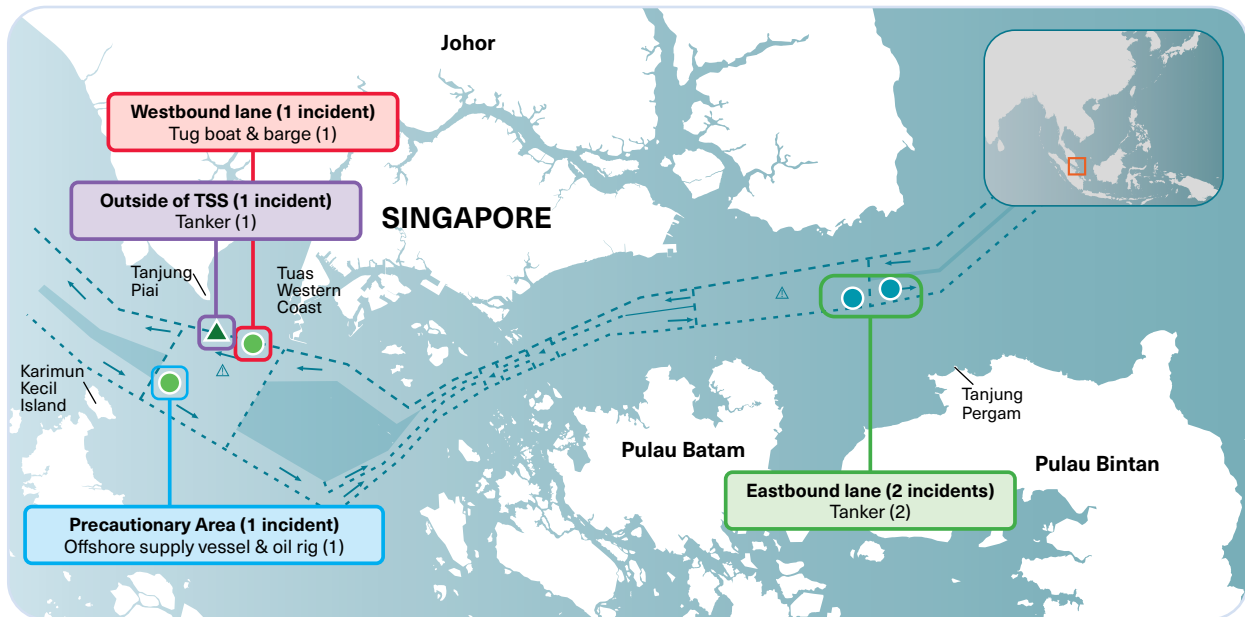 Johor
Westbound lane (1 incident)
Tug boat & barge (1)
Outside of TSS (1 incident)
Tanker (1)
SINGAPORE
Tanjung
Piai
Tuas
Western
Coast
Karimun
Kecil
Island
Tanjung
Pergam
Pulau Batam
Pulau Bintan
Eastbound lane (2 incidents)
Tanker (2)
Precautionary Area (1 incident)
Offshore supply vessel & oil rig (1)